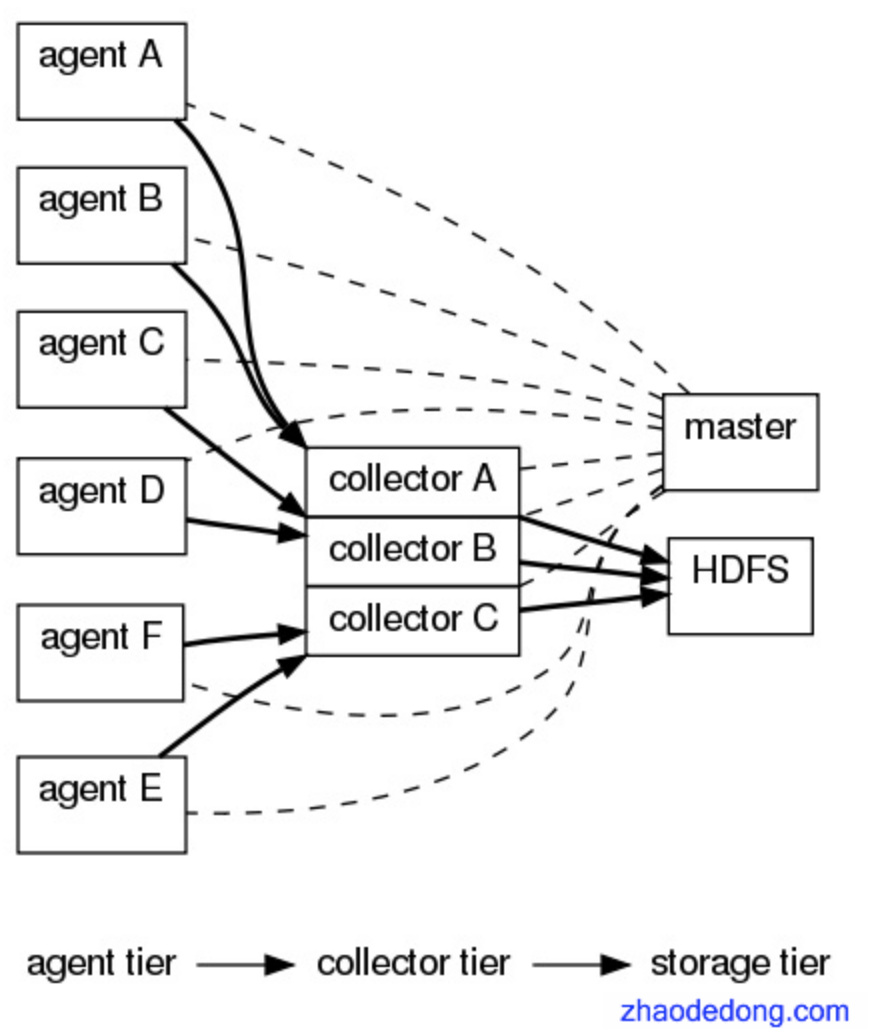 agent A
agent B
agent C
agent D
agent F
agent E
collector A
collector B
collector C
master
HDFS
agent tier
collector tier
storage tier
zhaodedong.com